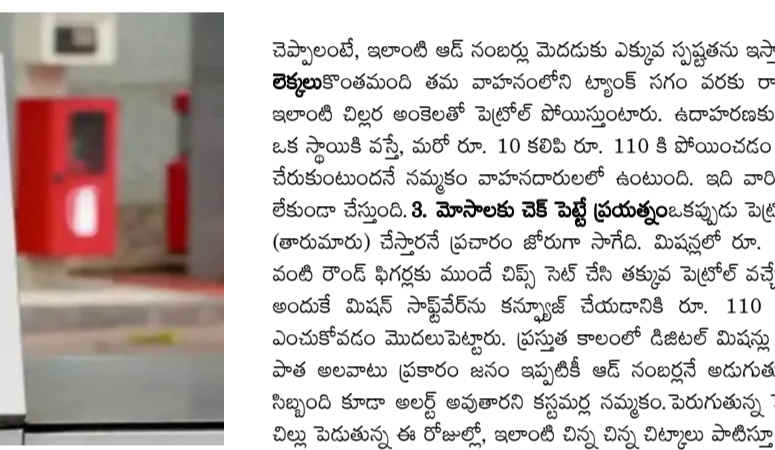 చెప్పాలంటే, ఇలాంటి ఆడ్ నంబర్లు మెదడుకు ఎక్కువ స్పష్టతను
లెక్కలుకొంతమంది తమ వాహనంలోని ట్యాంక్ సగం వరకు
ఇలాంటి చిల్లర అంకెలతో పెట్రోల్ పోయిస్తుంటారు. ఉదాహరణకు
ఒక స్థాయికి వస్తే, మరో రూ. 10 కలిపి రూ. 110 కి పోయించడం
చేరుకుంటుందనే నమ్మకం వాహనదారులలో ఉంటుంది. ఇది వారి
లేకుండా చేస్తుంది. 3. మోసాలకు చెక్ పెట్టే ప్రయత్నంఒకప్పుడు
(తారుమారు) చేస్తారనే ప్రచారం జోరుగా సాగేది. మిషన్లలో రూ.
వంటి రౌండ్ ఫిగర్లకు ముందే చిప్స్ సెట్ చేసి తక్కువ పెట్రోల్
అందుకే మిషన్ సాఫ్ట్‌వేర్‌ను కన్ఫ్యూజ్ చేయడానికి రూ. 110
ఎంచుకోవడం మొదలుపెట్టారు. ప్రస్తుత కాలంలో డిజిటల్ మిషన్లు
పాత అలవాటు ప్రకారం జనం ఇప్పటికీ ఆడ్ నంబర్లనే
సిబ్బంది కూడా అలర్ట్ అవుతారని కస్టమర్ల నమ్మకం.పెరుగుతున్న
చిల్లు పెడుతున్న ఈ రోజుల్లో, ఇలాంటి చిన్న చిన్న చిట్కాలు పాటిస్తూ